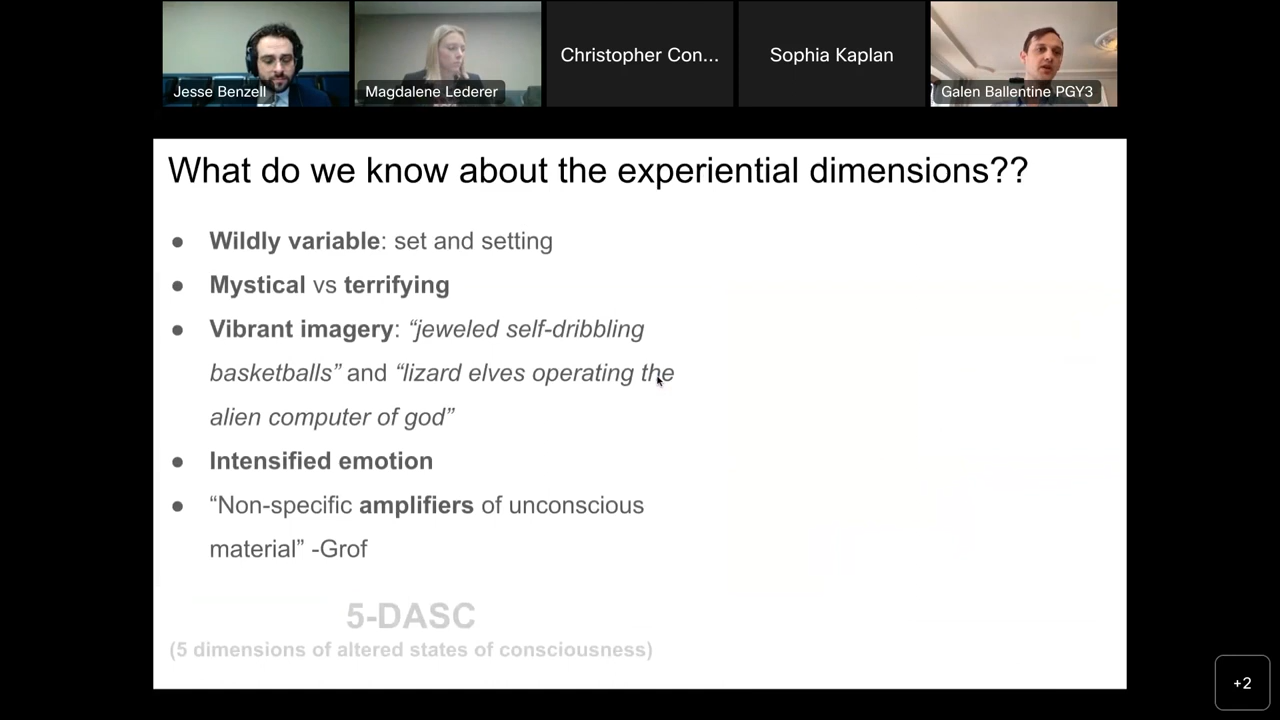 Jesse Benzell
Magdalene Lederer
Christopher Con...
Sophia Kaplan
Galen Ballentine PGY3
What do we know about the experiential dimensions??
● Wildly variable: set and setting
● Mystical vs terrifying
● Vibrant imagery: “jeweled self-dribbling
basketballs” and “lizard elves operating the
alien computer of god”
● Intensified emotion
● “Non-specific amplifiers of unconscious
material” -Grof
5-DASC
(5 dimensions of altered states of consciousness)
+2